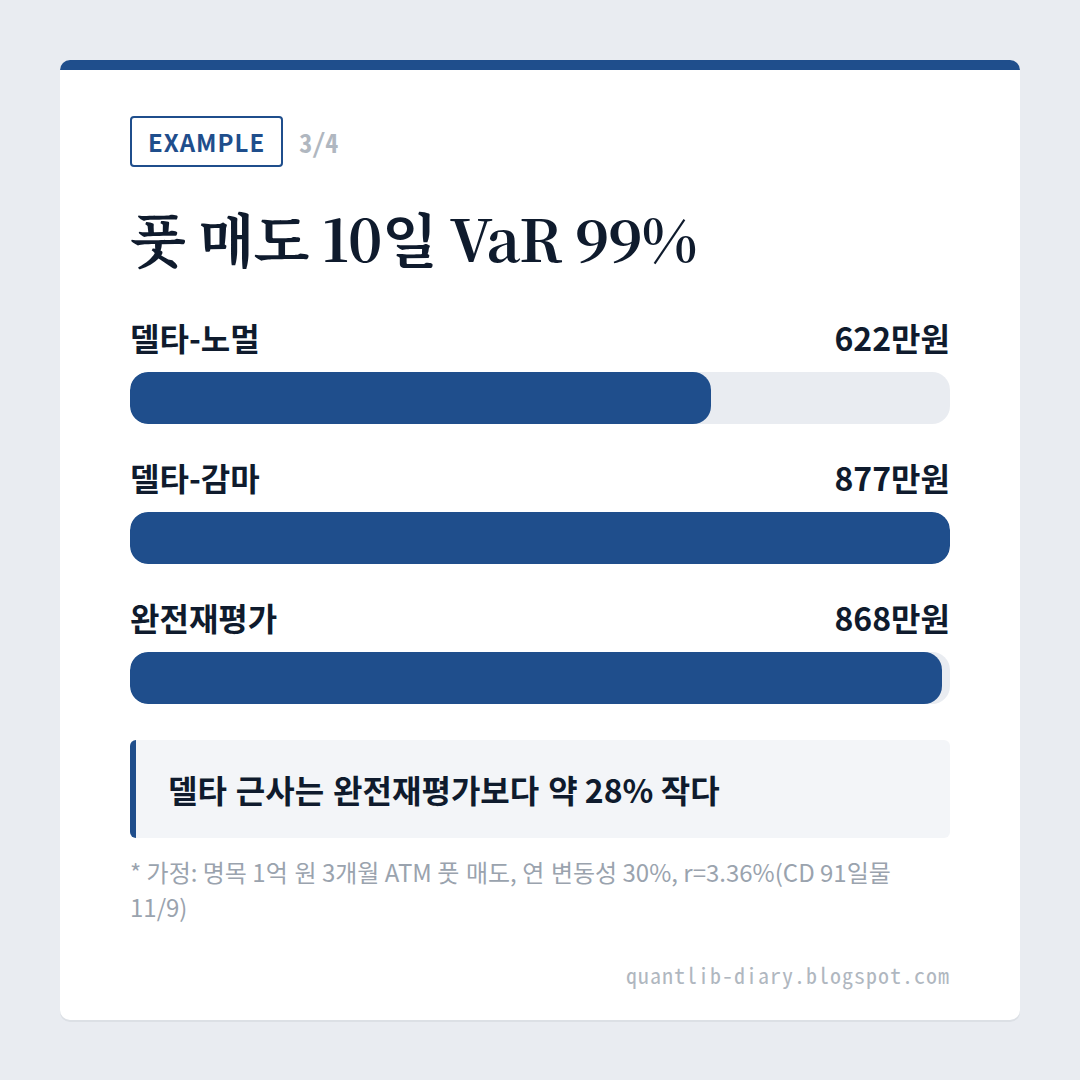 EXAMPLE 3/4
풋 매도 10일 VaR 99%
델타-노멀 622만원
델타-감마 877만원
완전재평가 868만원
델타 근사는 완전재평가보다 약 28% 작다
* 가정: 명목 1억 원 3개월 ATM 풋 매도, 연 변동성 30%, r=3.36%(CD 91일물
11/9)
quantlib-diary.blogspot.com